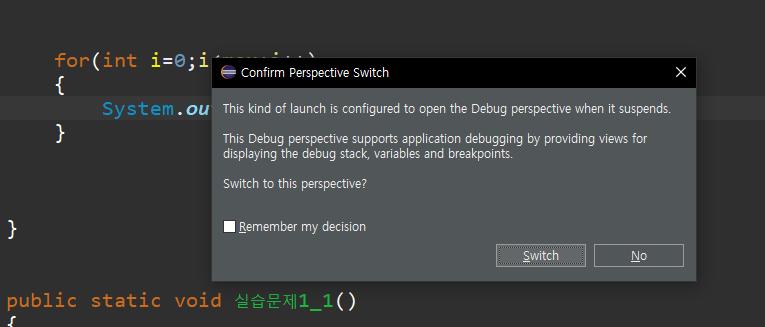 for(int i=0;i
{
System.ou
}
Confirm Perspective Switch
This kind of launch is configured to open the Debug perspective when it suspends.
This Debug perspective supports application debugging by providing views for
displaying the debug stack, variables and breakpoints.
Switch to this perspective?
Remember my decision
Switch
No
}
public static void 실습문제1_1()
{